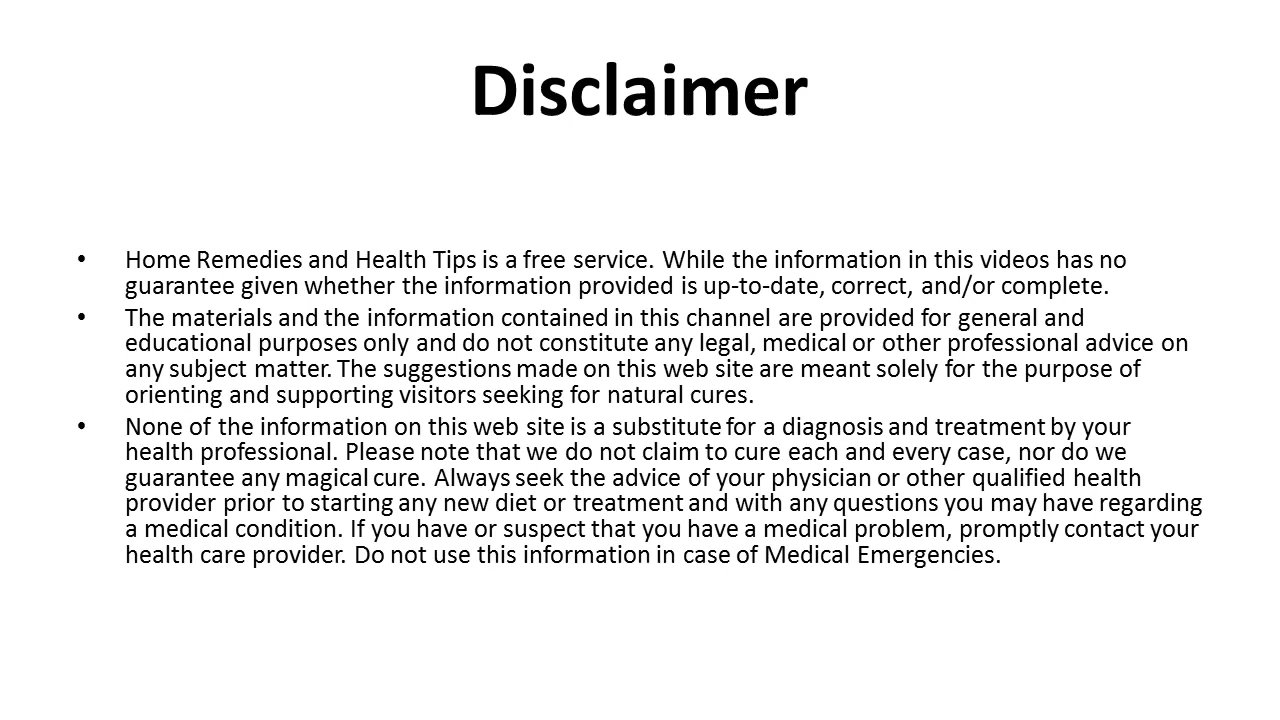 Disclaimer
• Home Remedies and Health Tips is a free service. While the information in this videos has no
guarantee given whether the information provided is up-to-date, correct, and/or complete.
• The materials and the information contained in this channel are provided for general and
educational purposes only and do not constitute any legal, medical or other professional advice on
any subject matter. The suggestions made on this web site are meant solely for the purpose of
orienting and supporting visitors seeking for natural cures.
• None of the information on this web site is a substitute for a diagnosis and treatment by your
health professional. Please note that we do not claim to cure each and every case, nor do we
guarantee any magical cure. Always seek the advice of your physician or other qualified health
provider prior to starting any new diet or treatment and with any questions you may have regarding
a medical condition. If you have or suspect that you have a medical problem, promptly contact your
health care provider. Do not use this information in case of Medical Emergencies.